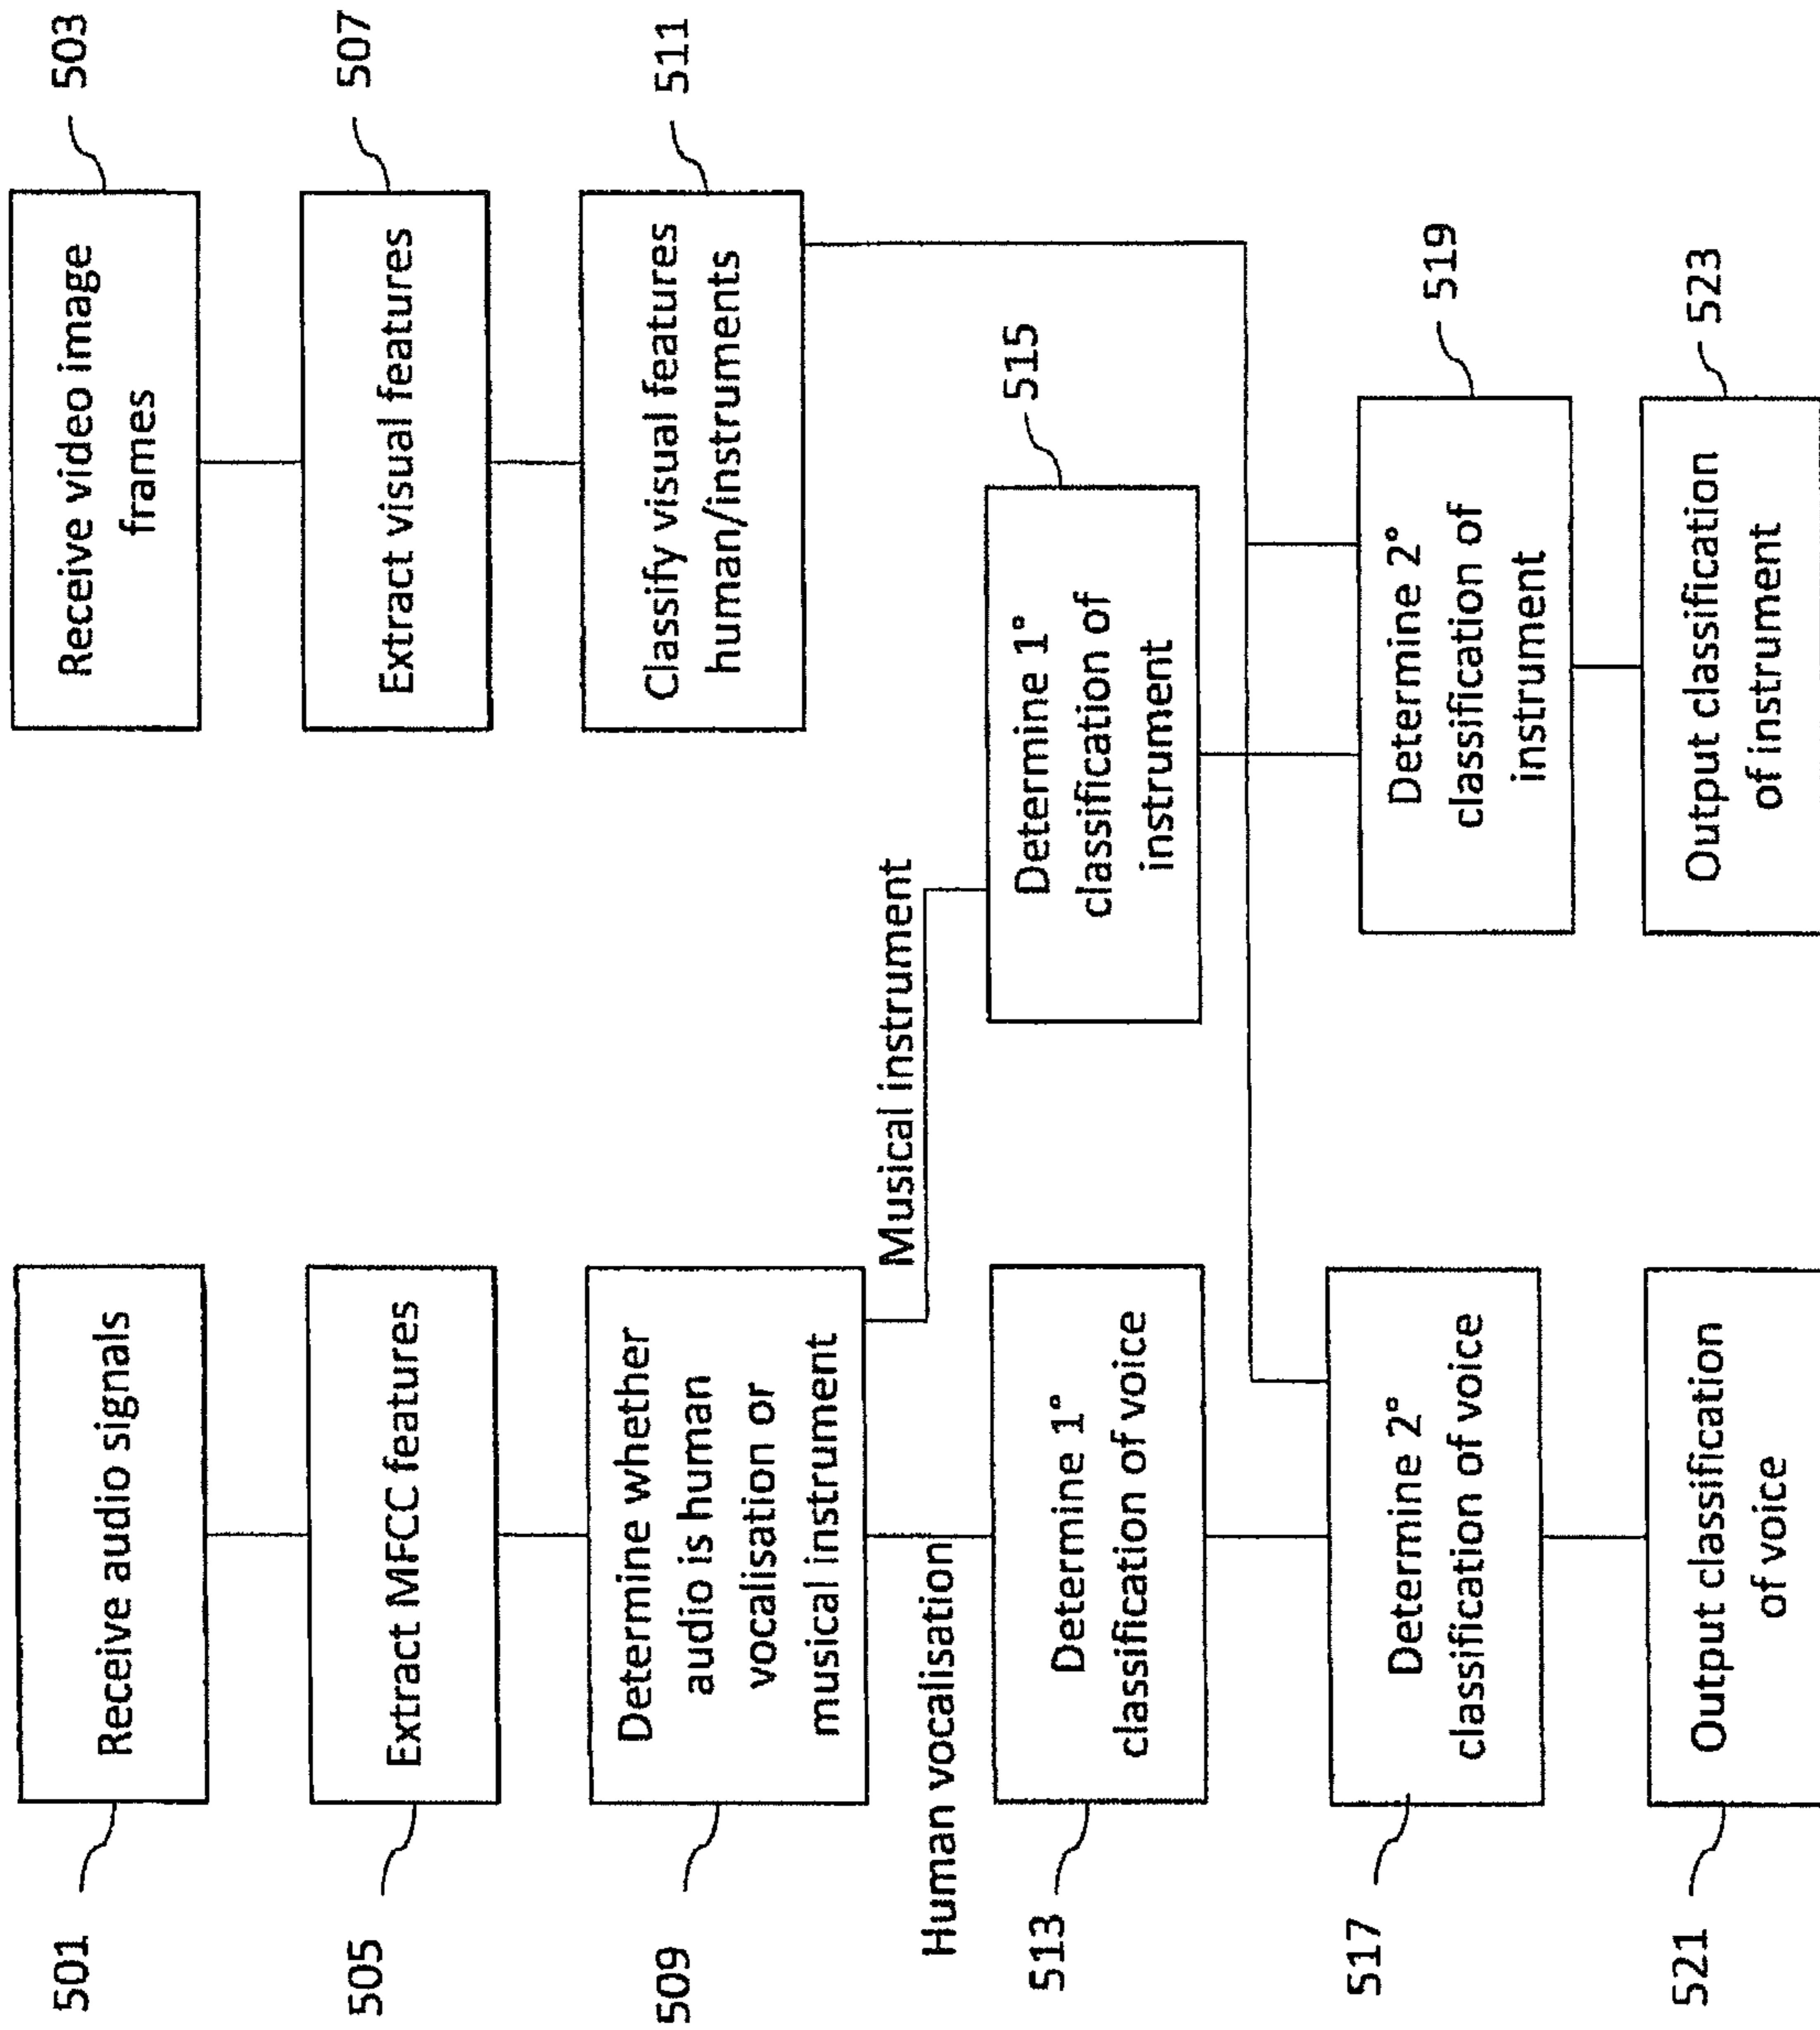 501
Receive audio signals
503
Receive video image
frames
505
Extract MFCC features
507
Extract visual features
509
Determine whether
audio is human
vocalisation or
musical instrument
511
Classify visual features
human/instruments
Human vocalisation
Musical instrument
513
Determine 1°
classification of voice
515
Determine 1°
classification of
instrument
517
Determine 2°
classification of voice
519
Determine 2°
classification of
instrument
521
Output classification
of voice
523
Output classification
of instrument